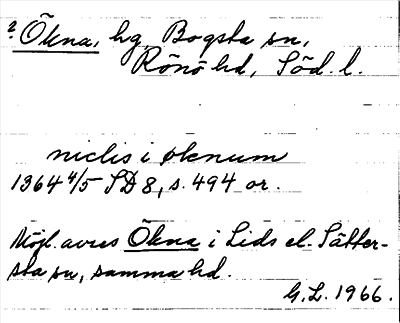 ? Ökna, hg, Bogsta sn,
Rönö hd, Söd. l.
niclis i øknum
1364 4/5 SD 8, s. 494 or.
Möjl. avses Ökna i Lids el. Sätter-
sta sn, samma hd.
G.L. 1966.